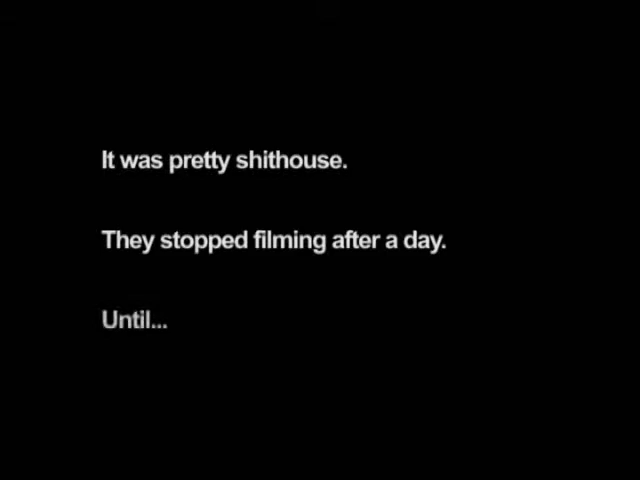 It was pretty shithouse.
They stopped filming after a day.
Until...